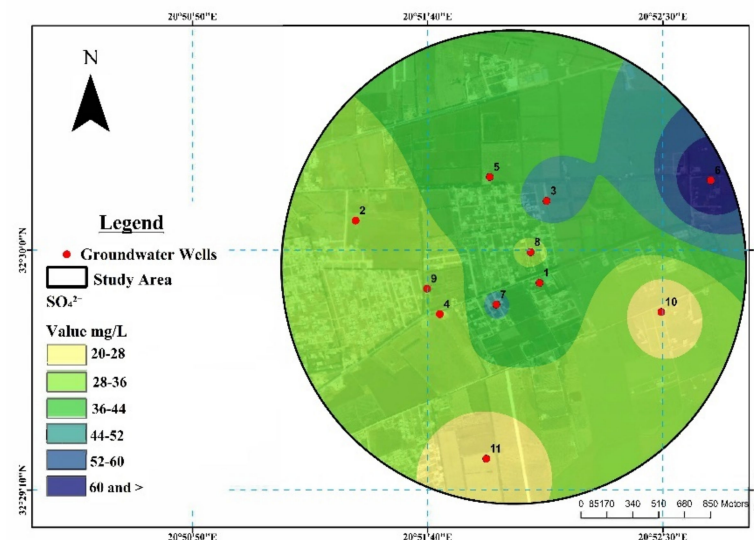 20°50'50"E 20°51'40"E 20°52'30"E
N
6
5
3
2
Legend
8
32°30'0"N
Groundwater Wells
1
Study Area
9
SO₄²⁻
7
10
4
Value mg/L
20-28
28-36
36-44
44-52
11
52-60
60 and >
32°29'10"N
0 85170 340 510 680 850 Meters
20°50'50"E 20°51'40"E 20°52'30"E